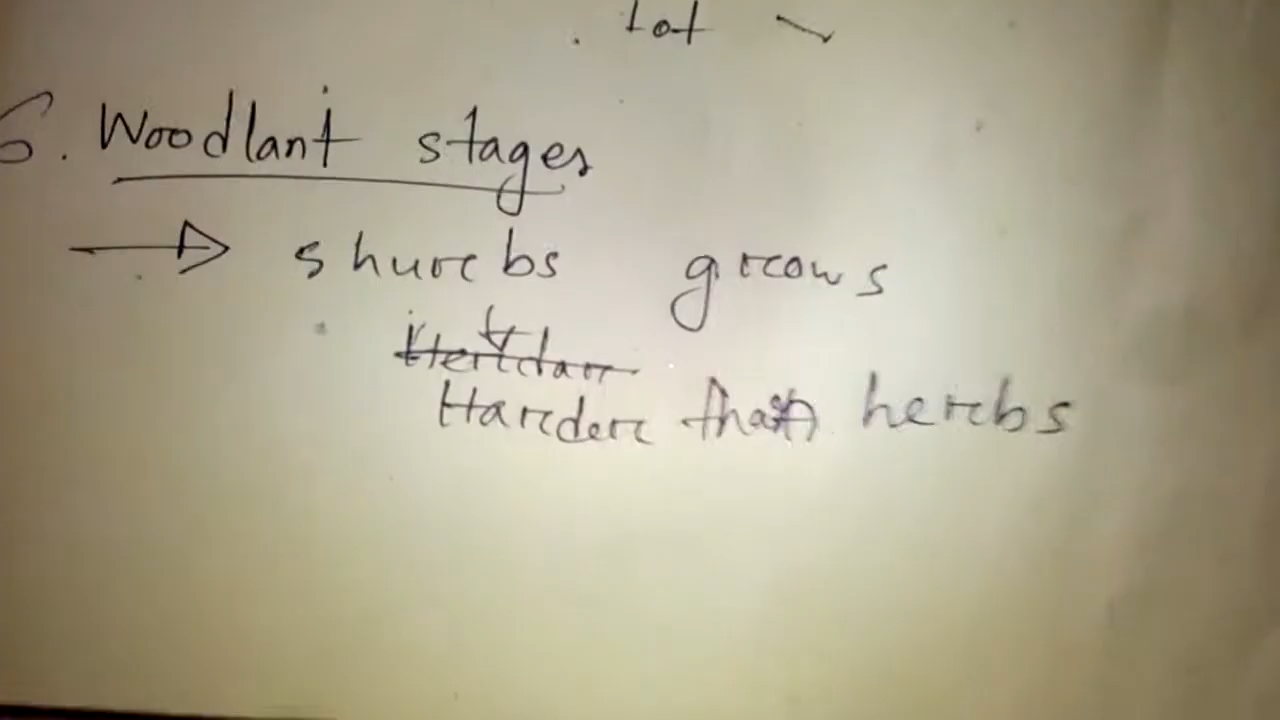 . Lot
6. Woodlant stages
→ shurbs grows
Harder than herbs